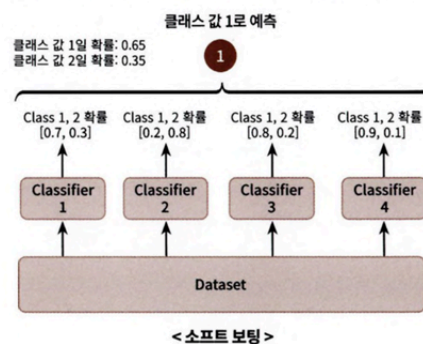 클래스 값 1로 예측
클래스 값 1일 확률: 0.65
클래스 값 2일 확률: 0.35
1
Class 1, 2 확률
[0.7, 0.3]
Class 1, 2 확률
[0.2, 0.8]
Class 1, 2 확률
[0.8, 0.2]
Class 1, 2 확률
[0.9, 0.1]
Classifier
1
Classifier
2
Classifier
3
Classifier
4
Dataset
< 소프트 보팅 >